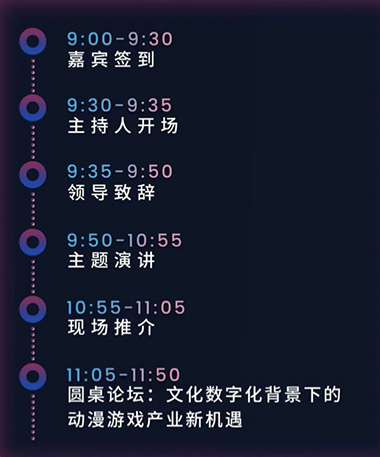 9:00-9:30
嘉宾签到
9:30-9:35
主持人开场
9:35-9:50
领导致辞
9:50-10:55
主题演讲
10:55-11:05
现场推介
11:05-11:50
圆桌论坛：文化数字化背景下的
动漫游戏产业新机遇